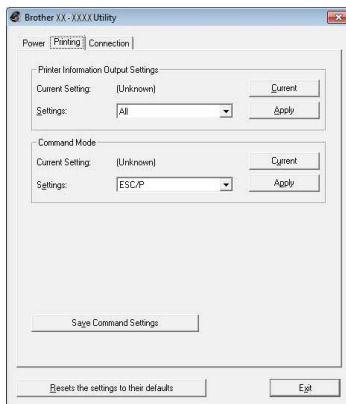 Brother XX-XXXX Utility
Power Printing Connection
Printer Information Output Settings
Current Setting: (Unknown) Current
Settings: All Apply
Command Mode
Current Setting: (Unknown) Current
Settings: ESC/P Apply
Save Command Settings
Resets the settings to their defaults Exit